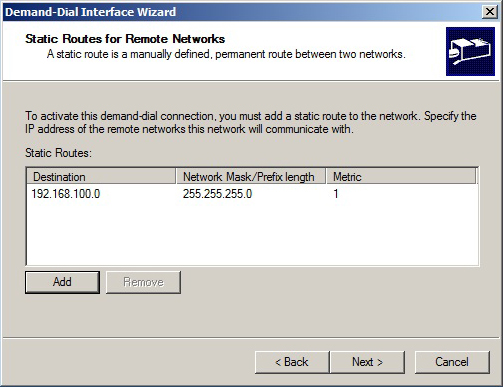 Demand-Dial Interface Wizard
Static Routes for Remote Networks
A static route is a manually defined, permanent route between two networks.
To activate this demand-dial connection, you must add a static route to the network. Specify the
IP address of the remote networks this network will communicate with.
Static Routes:
Destination Network Mask/Prefix length Metric
192.168.100.0 255.255.255.0 1
Add Remove
< Back Next > Cancel